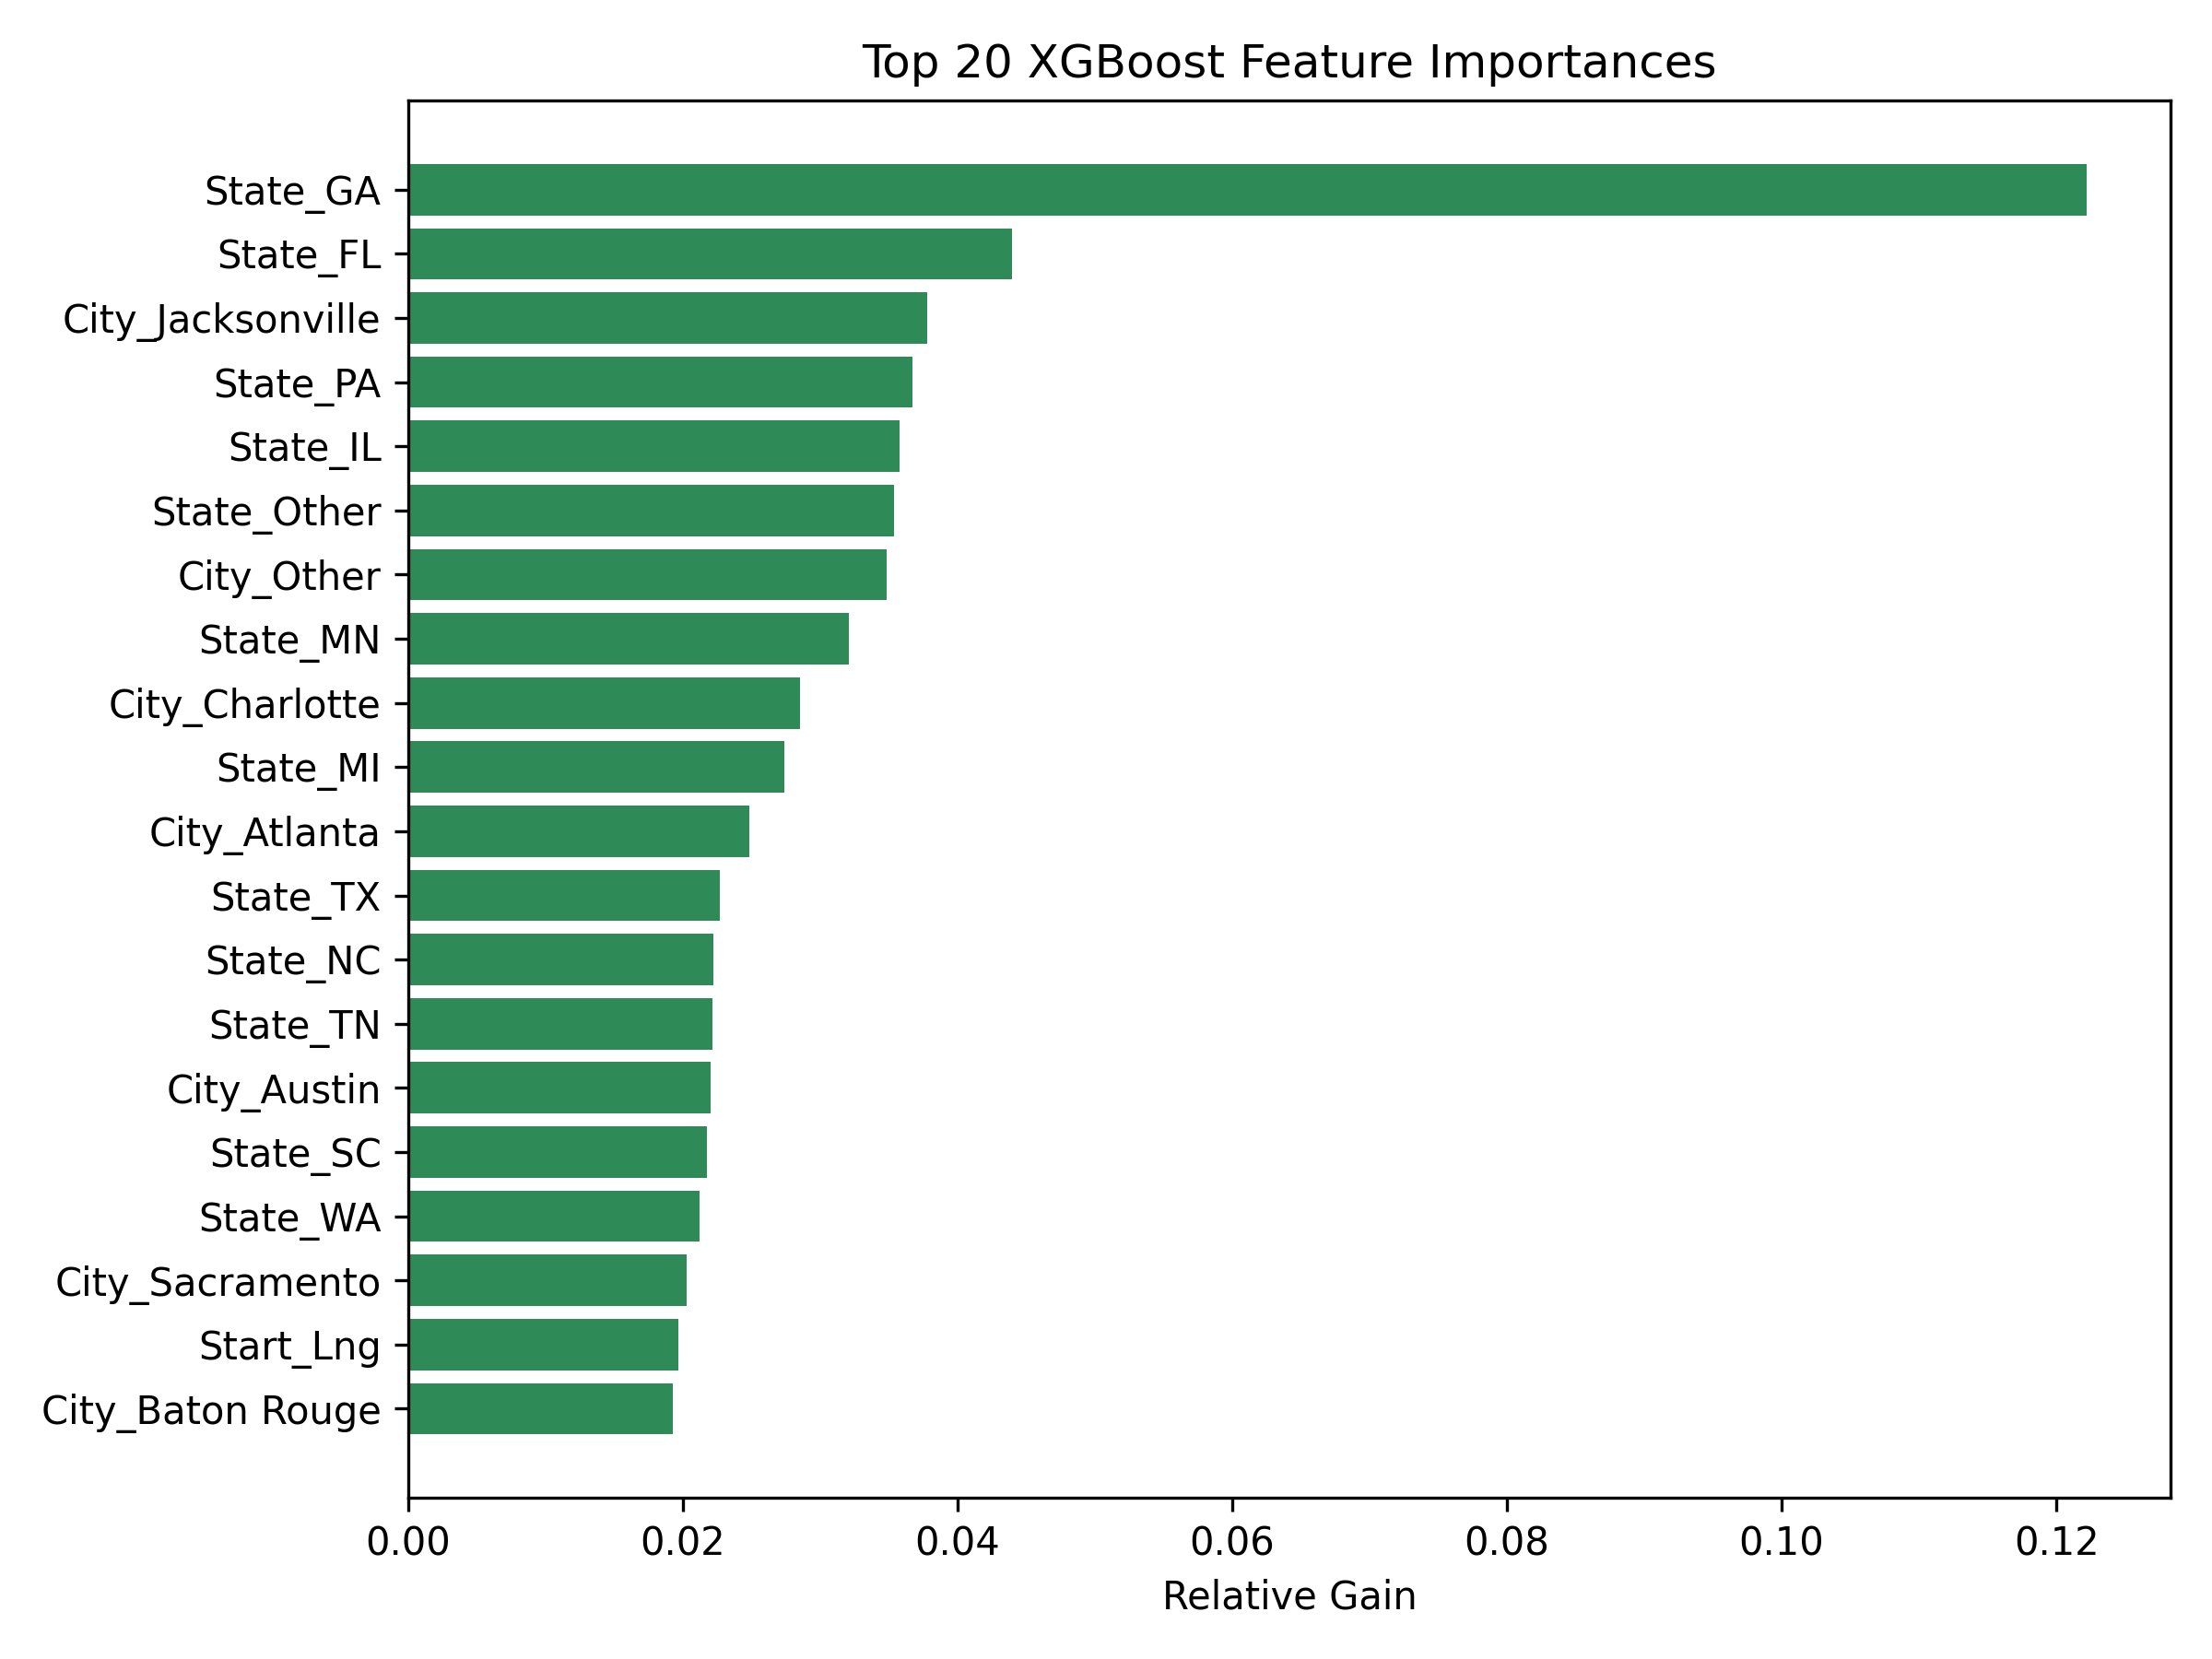 Top 20 XGBoost Feature Importances
State_GA
State_FL
City_Jacksonville
State_PA
State_IL
State_Other
City_Other
State_MN
City_Charlotte
State_MI
City_Atlanta
State_TX
State_NC
State_TN
City_Austin
State_SC
State_WA
City_Sacramento
Start_Lng
City_Baton Rouge
0.00 0.02 0.04 0.06 0.08 0.10 0.12
Relative Gain